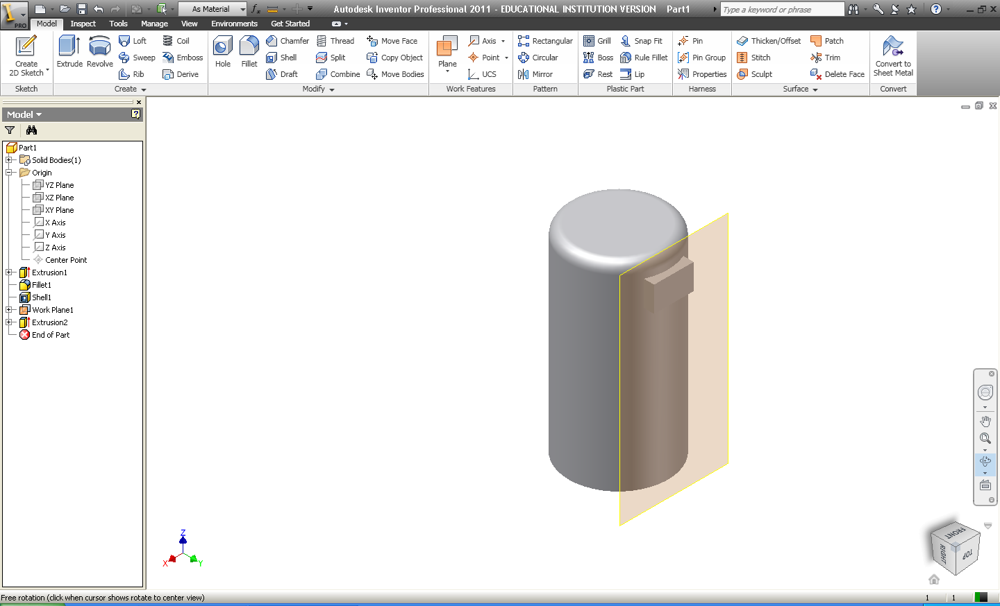 As Material
Autodesk Inventor Professional 2011 - EDUCATIONAL INSTITUTION VERSION Part1
Type a keyword or phrase
PRO
Model Inspect Tools Manage View Environments Get Started
Create 2D Sketch
Sketch
Extrude Revolve
Loft Coil
Sweep Emboss
Rib Derive
Create
Hole Fillet
Chamfer Thread Move Face
Shell Split Copy Object
Draft Combine Move Bodies
Modify
Plane
Axis
Point
UCS
Work Features
Rectangular
Circular
Mirror
Pattern
Grill Snap Fit
Boss Rule Fillet
Rest Lip
Plastic Part
Pin
Pin Group
Properties
Harness
Thicken/Offset Patch
Stitch Trim
Sculpt Delete Face
Surface
Convert to
Sheet Metal
Convert
Model
Part1
Solid Bodies(1)
Origin
YZ Plane
XZ Plane
XY Plane
X Axis
Y Axis
Z Axis
Center Point
Extrusion1
Fillet1
Shell1
Work Plane1
Extrusion2
End of Part
Z
X
Y
FRONT
RIGHT
TOP
Free rotation (click when cursor shows rotate to center view)
1 1